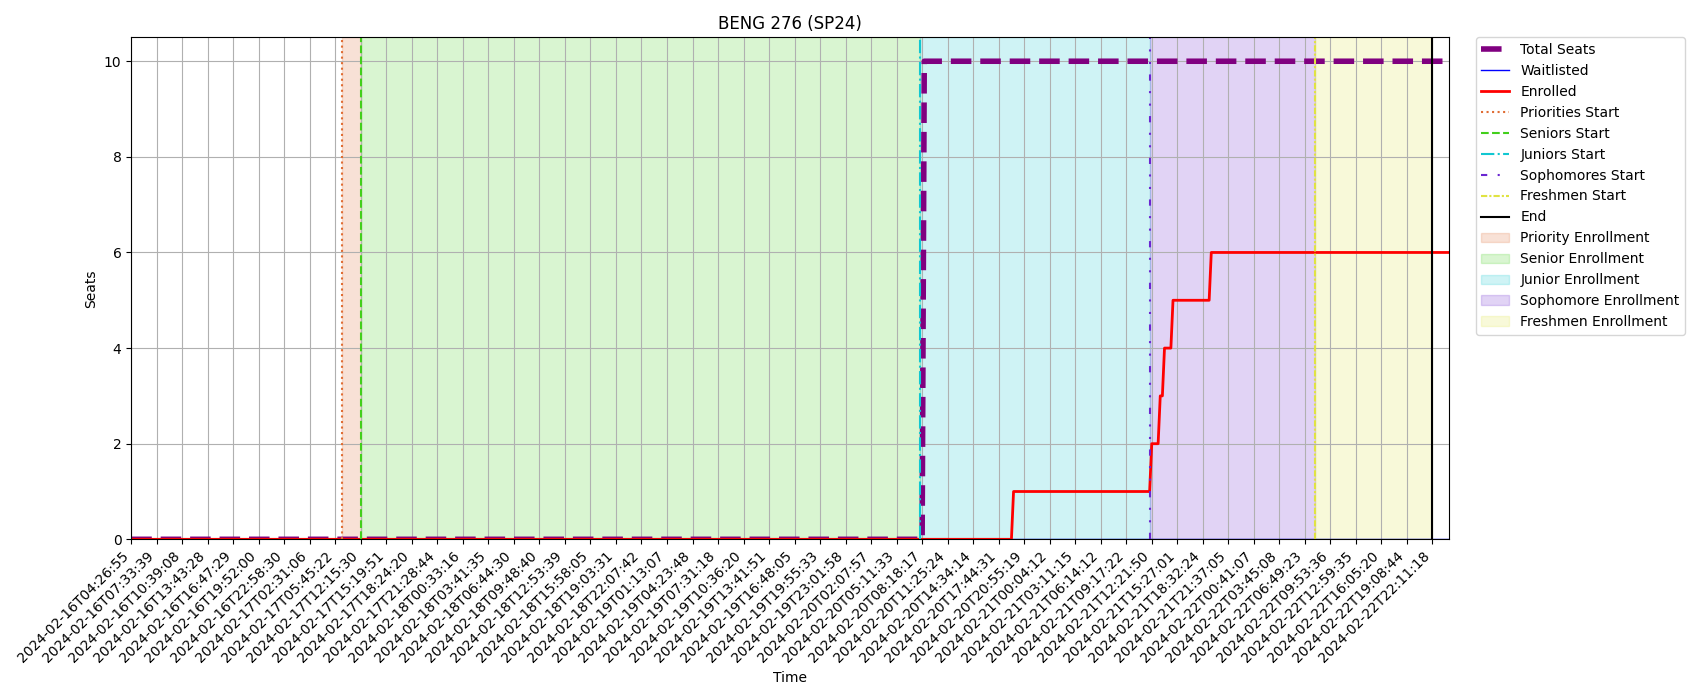 BENG 276 (SP24)
Seats
10
8
6
4
2
0
2024-02-16T04:26:55
2024-02-16T07:33:39
2024-02-16T10:39:08
2024-02-16T13:43:28
2024-02-16T16:47:29
2024-02-16T19:52:00
2024-02-16T22:58:30
2024-02-17T02:31:06
2024-02-17T05:45:22
2024-02-17T12:15:30
2024-02-17T15:19:51
2024-02-17T18:24:20
2024-02-17T21:28:44
2024-02-18T00:33:16
2024-02-18T03:41:35
2024-02-18T06:44:30
2024-02-18T09:48:40
2024-02-18T12:53:39
2024-02-18T15:58:05
2024-02-18T19:03:31
2024-02-18T22:07:42
2024-02-19T01:13:07
2024-02-19T04:23:48
2024-02-19T07:31:18
2024-02-19T10:36:20
2024-02-19T13:41:51
2024-02-19T16:48:05
2024-02-19T19:55:33
2024-02-19T23:01:58
2024-02-20T02:07:57
2024-02-20T05:11:33
2024-02-20T08:18:17
2024-02-20T11:25:24
2024-02-20T14:34:14
2024-02-20T17:44:31
2024-02-20T20:55:19
2024-02-21T00:04:12
2024-02-21T03:11:15
2024-02-21T06:14:12
2024-02-21T09:17:22
2024-02-21T12:21:50
2024-02-21T15:27:01
2024-02-21T18:32:24
2024-02-21T21:37:05
2024-02-22T00:41:07
2024-02-22T03:45:08
2024-02-22T06:49:23
2024-02-22T09:53:36
2024-02-22T12:59:35
2024-02-22T16:05:20
2024-02-22T19:08:44
2024-02-22T22:11:18
Time
Total Seats
Waitlisted
Enrolled
Priorities Start
Seniors Start
Juniors Start
Sophomores Start
Freshmen Start
End
Priority Enrollment
Senior Enrollment
Junior Enrollment
Sophomore Enrollment
Freshmen Enrollment